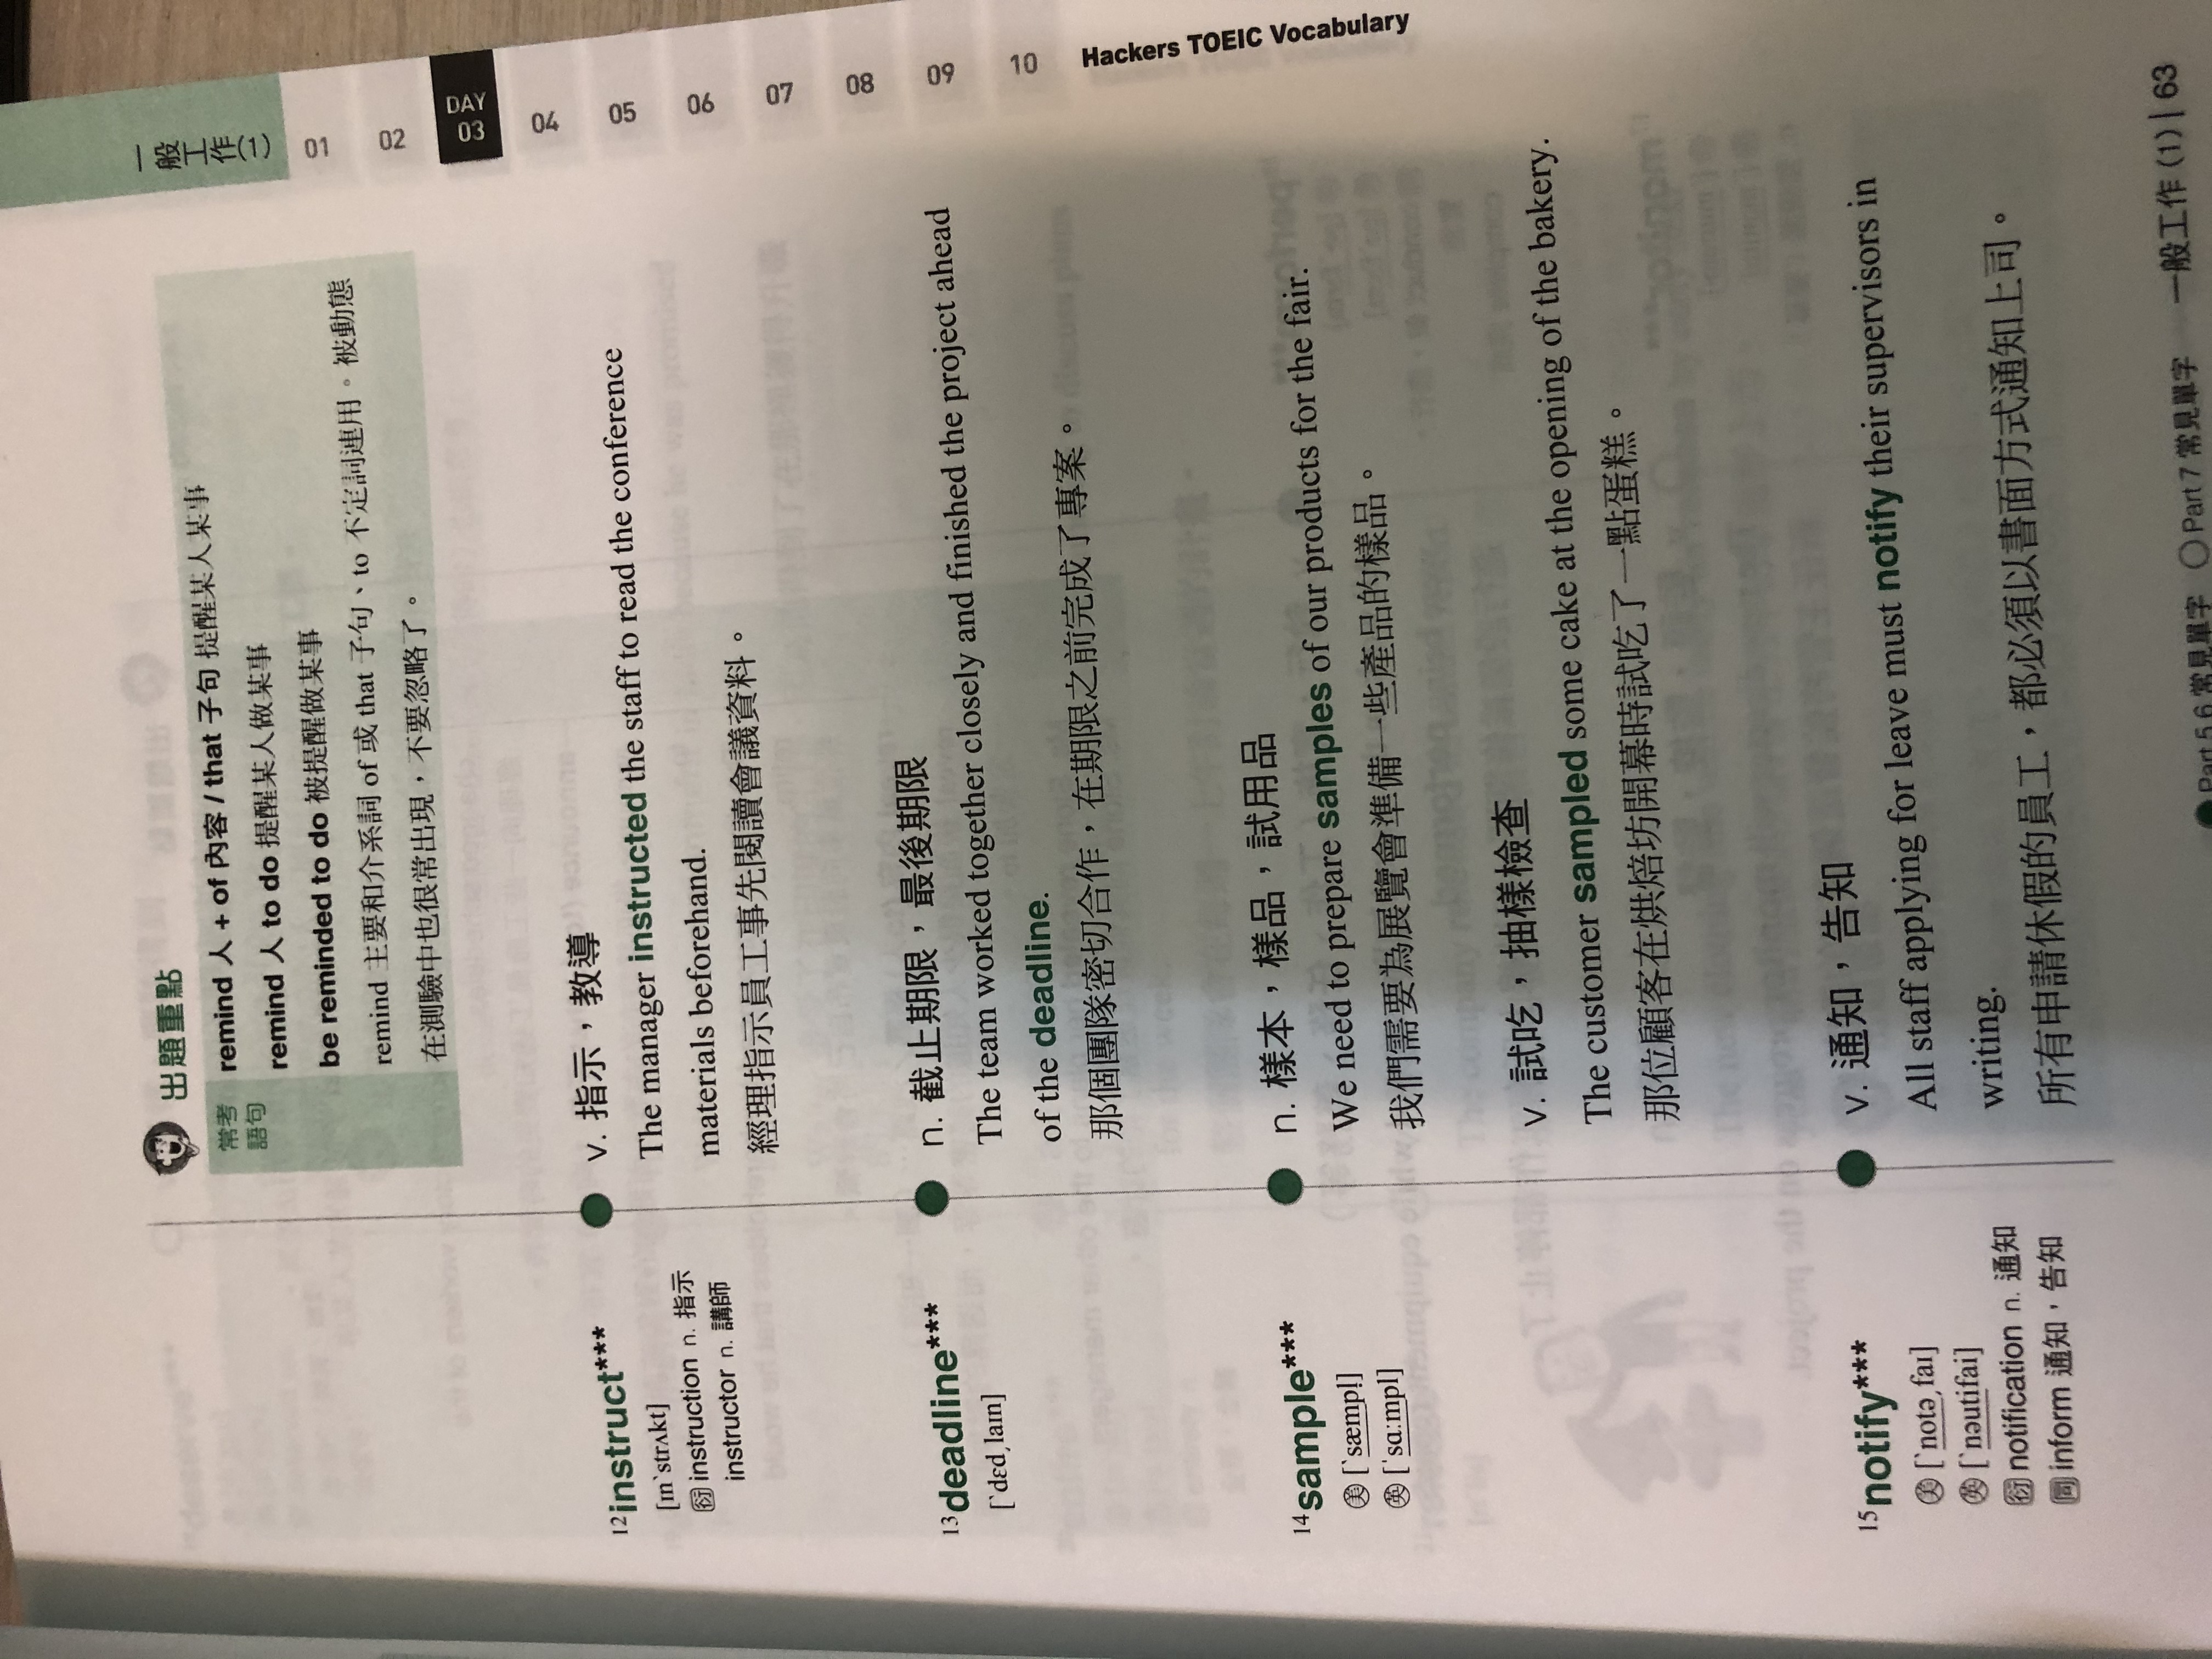 出題重點
常考
語句
remind 人 + of 內容 / that 子句 提醒某人某事
remind 人 to do 提醒某人做某事
be reminded to do 被提醒做某事
remind 主要和介系詞 of 或 that 子句、to 不定詞連用。被動態
在測驗中也很常出現，不要忽略了。
12 instruct***
[ɪnˋstrʌkt]
衍 instruction n. 指示
instructor n. 講師
v. 指示，教導
The manager instructed the staff to read the conference
materials beforehand.
經理指示員工事先閱讀會議資料。
13 deadline***
[ˋdɛdˏlaɪn]
n. 截止期限，最後期限
The team worked together closely and finished the project ahead
of the deadline.
那個團隊密切合作，在期限之前完成了專案。
14 sample***
美 [ˋsæmpl̩]
英 [ˋsɑːmpl]
n. 樣本，樣品，試用品
We need to prepare samples of our products for the fair.
我們需要為展覽會準備一些產品的樣品。
v. 試吃，抽樣檢查
The customer sampled some cake at the opening of the bakery.
那位顧客在烘焙坊開幕時試吃了一點蛋糕。
15 notify***
美 [ˋnotəˏfaɪ]
英 [ˋnəutifai]
衍 notification n. 通知
同 inform 通知，告知
v. 通知，告知
All staff applying for leave must notify their supervisors in
writing.
所有申請休假的員工，都必須以書面方式通知上司。
一般工作(1)
01
02
DAY
03
04
05
06
07
08
09
10
Hackers TOEIC Vocabulary
●Part 5,6 常見單字 ○Part 7 常見單字 一般工作 (1) | 63